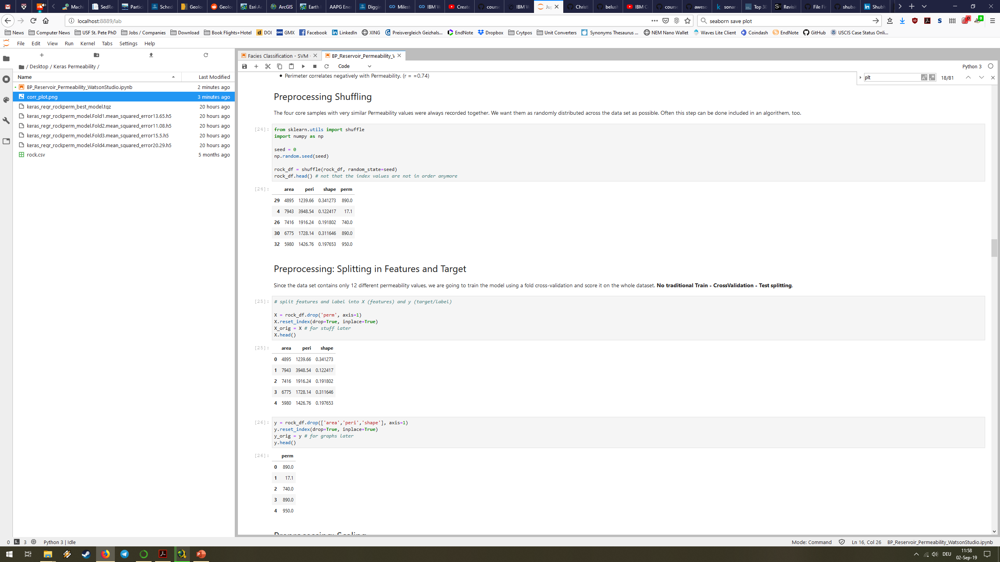 Machi
SedRe
Partici
Sched
Geolog
Geolog
Esri A
ArcGIS
Earth
AAPG Ene
Diggin
Milest
IBM W
Create
course
IBM W
Jup
Christi
belush
IBM C
course
aweso
sonar
Top 30
Revisit
File Fir
shuba
Shubh
localhost:8889/lab
seaborn save plot
News
Computer News
USF St. Pete PhD
Jobs / Companies
Download
Book Flights+Hotel
DOI
GMX
Facebook
LinkedIn
XING
Preisvergleich Geizhals...
EndNote
Dropbox
Crytpos
Unit Converters
Synonyms Thesaurus ...
NEM Nano Wallet
Waves Lite Client
Coindash
EndNote
GitHub
USCIS Case Status Onli...
File Edit View Run Kernel Tabs Settings Help
/ Desktop / Keras Permeability /
Name Last Modified
BP_Reservoir_Permeability_WatsonStudio.ipynb 2 minutes ago
corr_plot.png 3 minutes ago
keras_regr_rockperm_best_model.tgz 20 hours ago
keras_regr_rockperm_model.Fold1.mean_squared_error13.65.h5 20 hours ago
keras_regr_rockperm_model.Fold2.mean_squared_error11.08.h5 20 hours ago
keras_regr_rockperm_model.Fold3.mean_squared_error15.5.h5 20 hours ago
keras_regr_rockperm_model.Fold4.mean_squared_error20.29.h5 20 hours ago
rock.csv 5 months ago
Facies Classification - SVM
BP_Reservoir_Permeability_W
Code
Python 3
plt
18/81
Perimeter correlates negatively with Permeability. (r = =0.74)
Preprocessing Shuffling
The four core samples with very similar Permeability values were always recorded together. We want them as randomly distributed across the data set as possible. Often this step can be done included in an algorithem, too.
[24]: from sklearn.utils import shuffle
import numpy as np
seed = 0
np.random.seed(seed)
rock_df = shuffle(rock_df, random_state=seed)
rock_df.head() # not that the index values are not in order anymore
[24]: area peri shape perm
29 4895 1239.66 0.341273 890.0
4 7943 3948.54 0.122417 17.1
26 7416 1916.24 0.191802 740.0
30 6775 1728.14 0.311646 890.0
32 5980 1426.76 0.197653 950.0
Preprocessing: Splitting in Features and Target
Since the data set contains only 12 different permeability values, we are going to train the model using a fold cross-validation and score it on the whole dataset. No traditional Train - CrossValidation - Test splitting.
[25]: # split features and label into X (features) and y (target/label)
X = rock_df.drop('perm', axis=1)
X.reset_index(drop=True, inplace=True)
X_orig = X # for stuff later
X.head()
[25]: area peri shape
0 4895 1239.66 0.341273
1 7943 3948.54 0.122417
2 7416 1916.24 0.191802
3 6775 1728.14 0.311646
4 5980 1426.76 0.197653
[26]: y = rock_df.drop(['area','peri','shape'], axis=1)
y.reset_index(drop=True, inplace=True)
y_orig = y # for graphs later
y.head()
[26]: perm
0 890.0
1 17.1
2 740.0
3 890.0
4 950.0
Preprocessing: Scaling
0 3 Python 3 | Idle
Mode: Command Ln 16, Col 26 BP_Reservoir_Permeability_WatsonStudio.ipynb
DEU
11:58
02-Sep-19